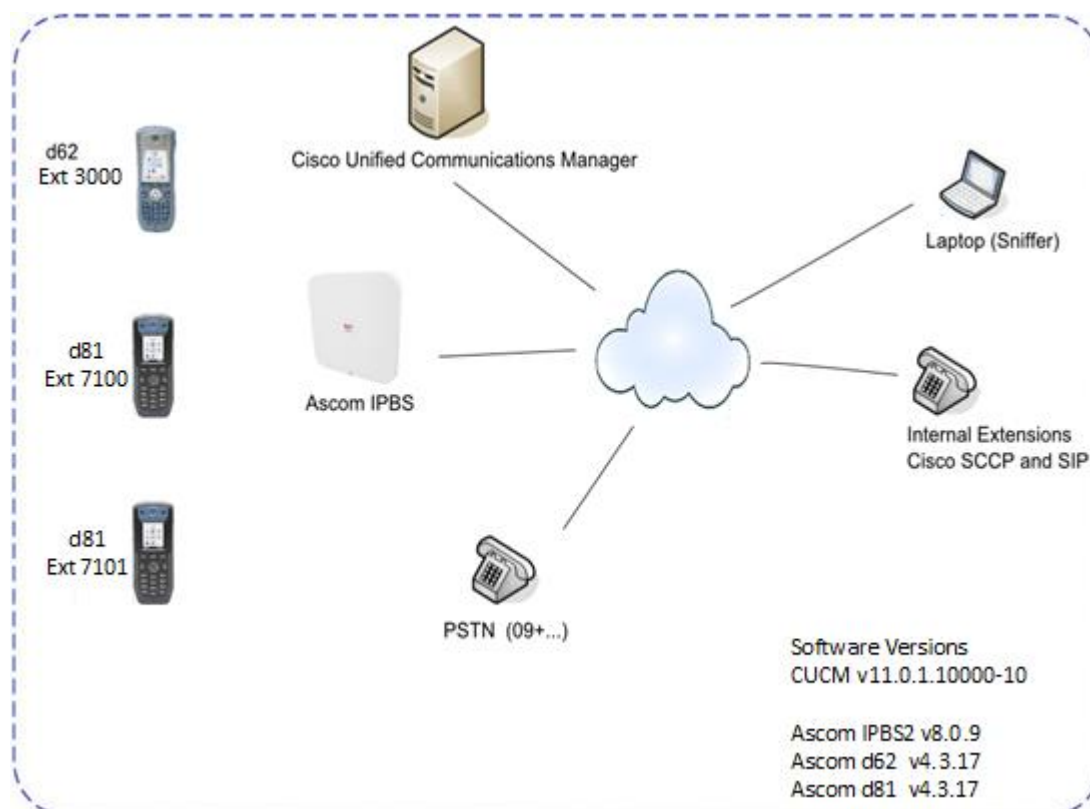 Cisco Unified Communications Manager
d62
Ext 3000
Laptop (Sniffer)
d81
Ext 7100
Ascom IPBS
Internal Extensions
Cisco SCCP and SIP
d81
Ext 7101
PSTN (09+...)
Software Versions
CUCM v11.0.1.10000-10
Ascom IPBS2 v8.0.9
Ascom d62 v4.3.17
Ascom d81 v4.3.17